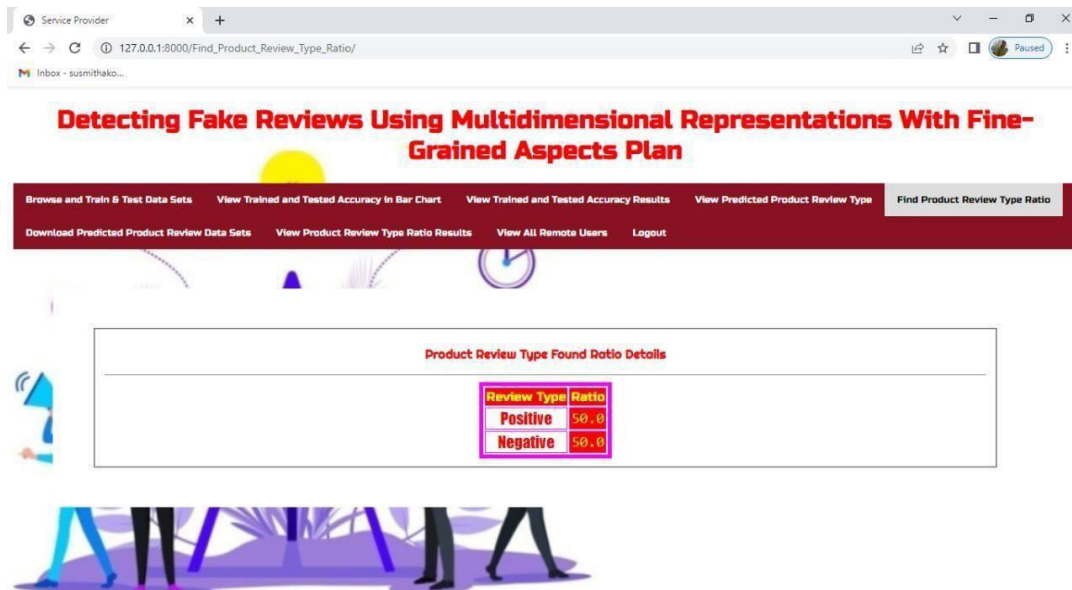 Service Provider
127.0.0.1:8000/Find_Product_Review_Type_Ratio/
Paused
Inbox - susmithako...
Detecting Fake Reviews Using Multidimensional Representations With Fine-
Grained Aspects Plan
Browse and Train & Test Data Sets View Trained and Tested Accuracy in Bar Chart View Trained and Tested Accuracy Results View Predicted Product Review Type Find Product Review Type Ratio
Download Predicted Product Review Data Sets View Product Review Type Ratio Results View All Remote Users Logout
Product Review Type Found Ratio Details
Review Type Ratio
Positive 50.0
Negative 50.0